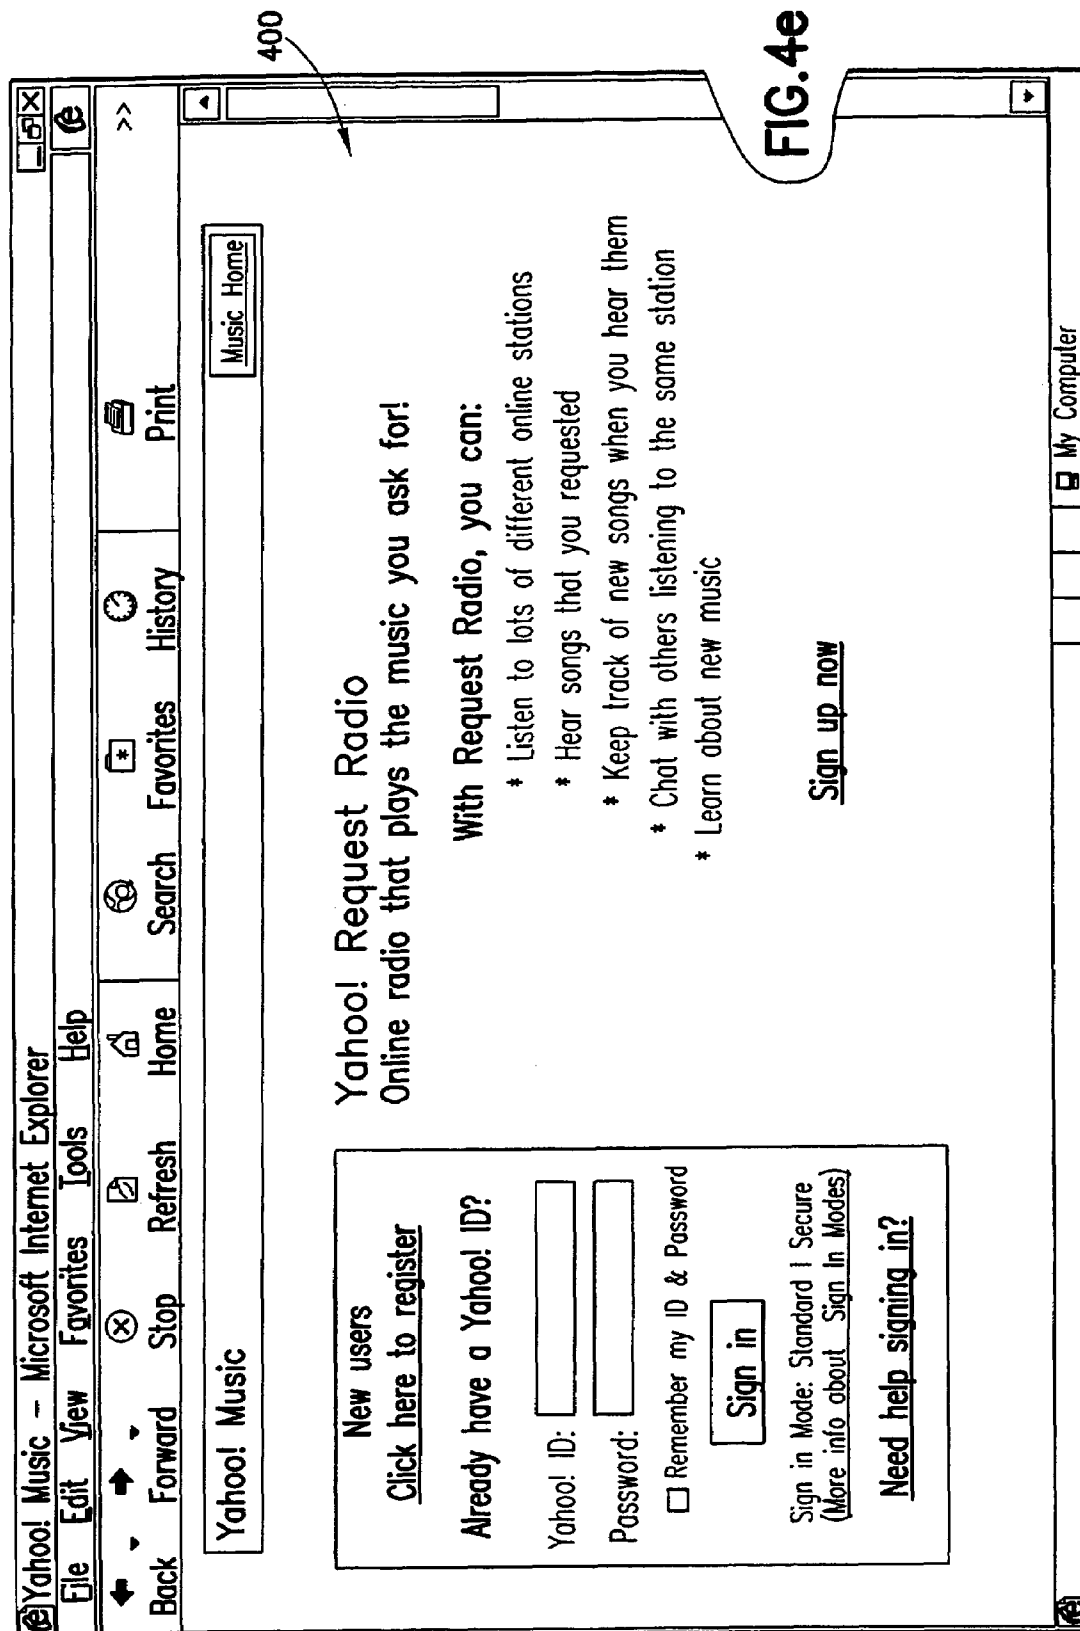 Yahoo! Music – Microsoft Internet Explorer
File Edit View Favorites Tools Help
Back Forward Stop Refresh Home Search Favorites History Print >>
Yahoo! Music
Music Home
400
New users
Click here to register
Already have a Yahoo! ID?
Yahoo! ID:
Password:
Remember my ID & Password
Sign in
Sign in Mode: Standard | Secure
(More info about Sign In Modes)
Need help signing in?
Yahoo! Request Radio
Online radio that plays the music you ask for!
With Request Radio, you can:
* Listen to lots of different online stations
* Hear songs that you requested
* Keep track of new songs when you hear them
* Chat with others listening to the same station
* Learn about new music
Sign up now
My Computer
FIG.4e